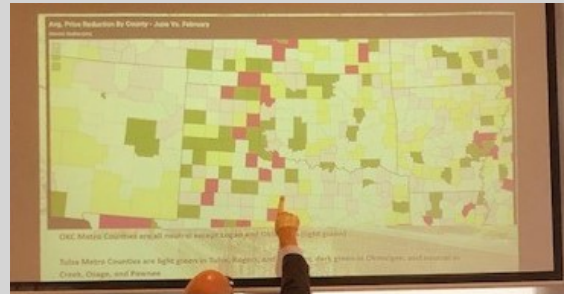 Avg. Price Reduction By County - June Vs. February
OKC Metro Counties are all neutral except Logan and (light green)
Tulsa Metro Counties are light green in Tulsa, Rogers, and dark green in Okmulgee, and neutral in
Creek, Osage, and Pawnee